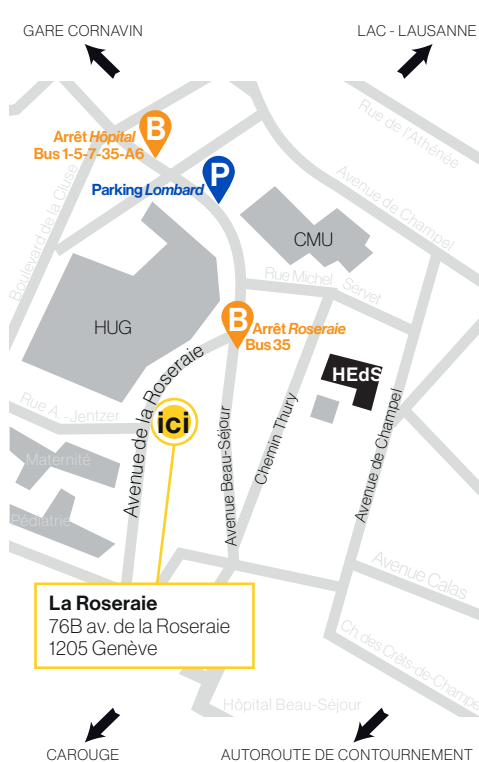 GARE CORNAVIN
LAC - LAUSANNE
Rue de l'Athénée
B
Arrêt Hôpital
Bus 1-5-7-35-A6
P
Parking Lombard
Avenue de Champel
Boulevard de la Cluse
CMU
Rue Michel Servet
HUG
B
Arrêt Roseraie
Bus 35
HEdS
Rue A. -Jentzer
ici
Avenue de la Roseraie
Avenue Beau-Séjour
Chemin Thury
Avenue de Champel
Maternité
Pédiatrie
Avenue Calas
La Roseraie
76B av. de la Roseraie
1205 Genève
Ch. des Crêts-de-Champe
Hôpital Beau-Séjour
CAROUGE
AUTOROUTE DE CONTOURNEMENT